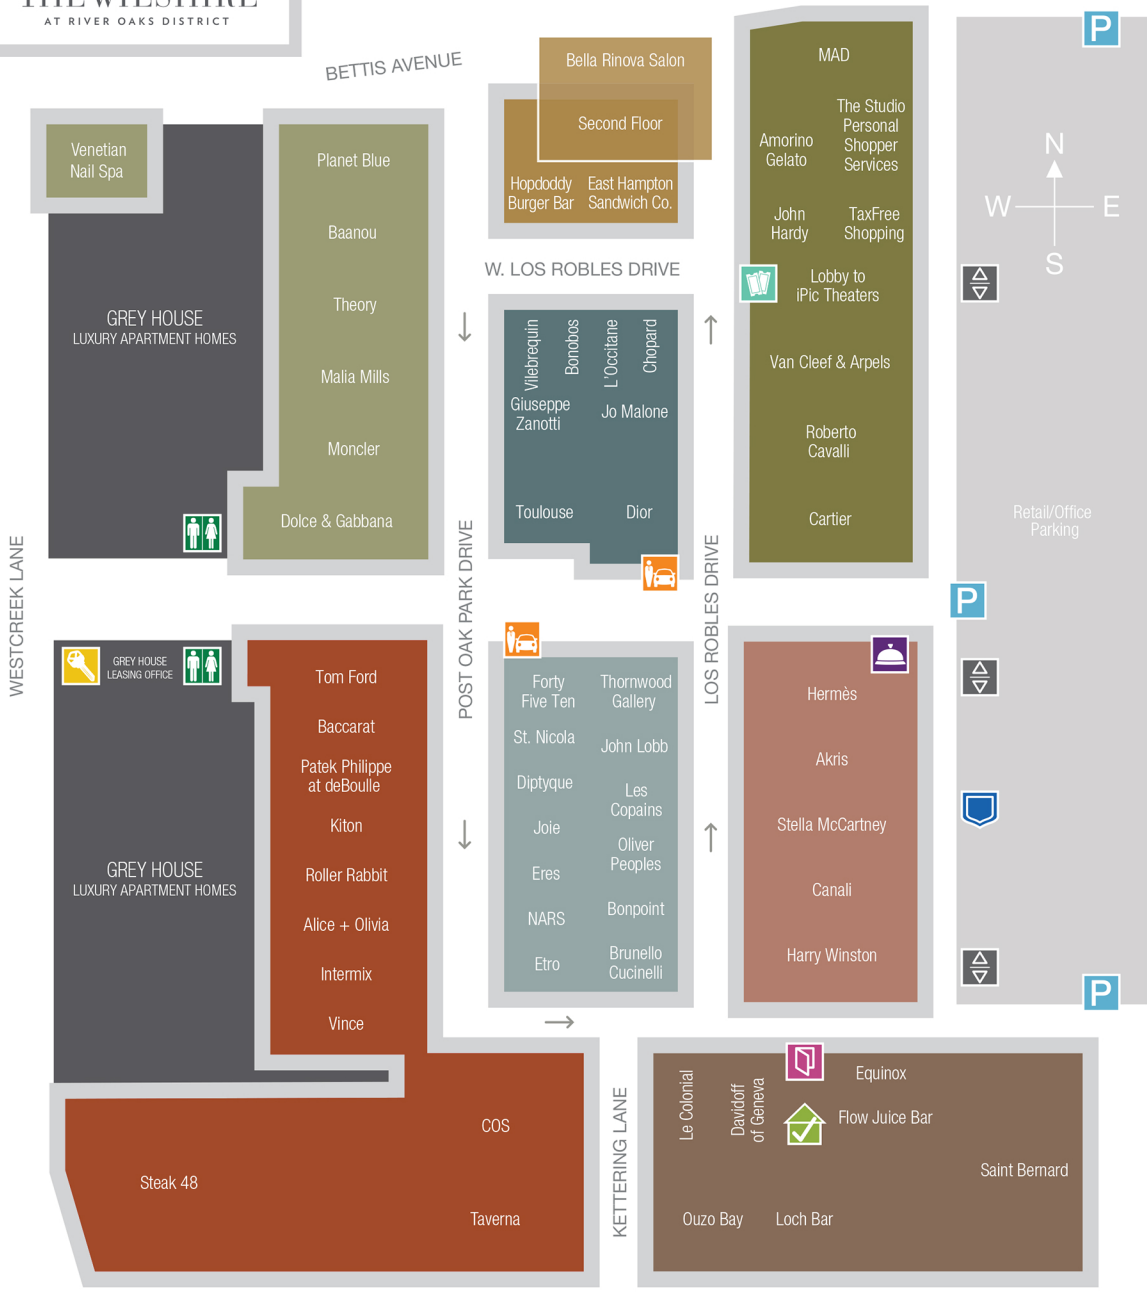 THE WILSHIRE
AT RIVER OAKS DISTRICT
BETTIS AVENUE
Bella Rinova Salon
Second Floor
Hopdoddy
Burger Bar
East Hampton
Sandwich Co.
MAD
The Studio
Personal
Shopper
Services
Amorino
Gelato
John
Hardy
TaxFree
Shopping
Lobby to
iPic Theaters
Van Cleef & Arpels
Roberto
Cavalli
Cartier
P
N
W
E
S
Retail/Office
Parking
P
P
Venetian
Nail Spa
GREY HOUSE
LUXURY APARTMENT HOMES
Planet Blue
Baanou
Theory
Malia Mills
Moncler
Dolce & Gabbana
W. LOS ROBLES DRIVE
Vilebrequin
Bonobos
L'Occitane
Chopard
Giuseppe
Zanotti
Jo Malone
Toulouse
Dior
WESTCREEK LANE
POST OAK PARK DRIVE
LOS ROBLES DRIVE
GREY HOUSE
LEASING OFFICE
GREY HOUSE
LUXURY APARTMENT HOMES
Tom Ford
Baccarat
Patek Philippe
at deBoulle
Kiton
Roller Rabbit
Alice + Olivia
Intermix
Vince
COS
Steak 48
Taverna
Forty
Five Ten
St. Nicola
Diptyque
Joie
Eres
NARS
Etro
Thornwood
Gallery
John Lobb
Les
Copains
Oliver
Peoples
Bonpoint
Brunello
Cucinelli
Hermès
Akris
Stella McCartney
Canali
Harry Winston
KETTERING LANE
Le Colonial
Davidoff
of Geneva
Equinox
Flow Juice Bar
Saint Bernard
Ouzo Bay
Loch Bar